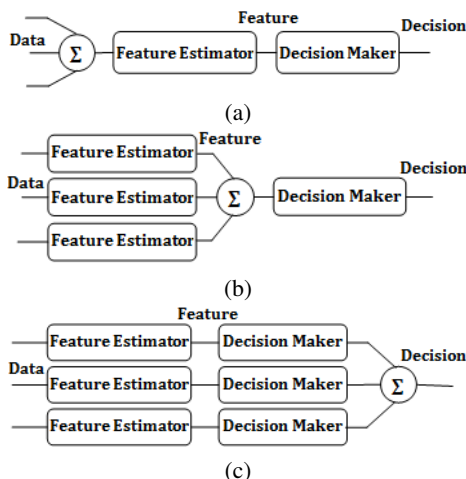 Feature
Decision
Data
Σ
Feature Estimator
Decision Maker
(a)
Feature Estimator
Feature
Data
Feature Estimator
Σ
Decision Maker
Decision
Feature Estimator
(b)
Feature
Feature Estimator
Decision Maker
Data
Feature Estimator
Decision Maker
Σ
Decision
Feature Estimator
Decision Maker
(c)